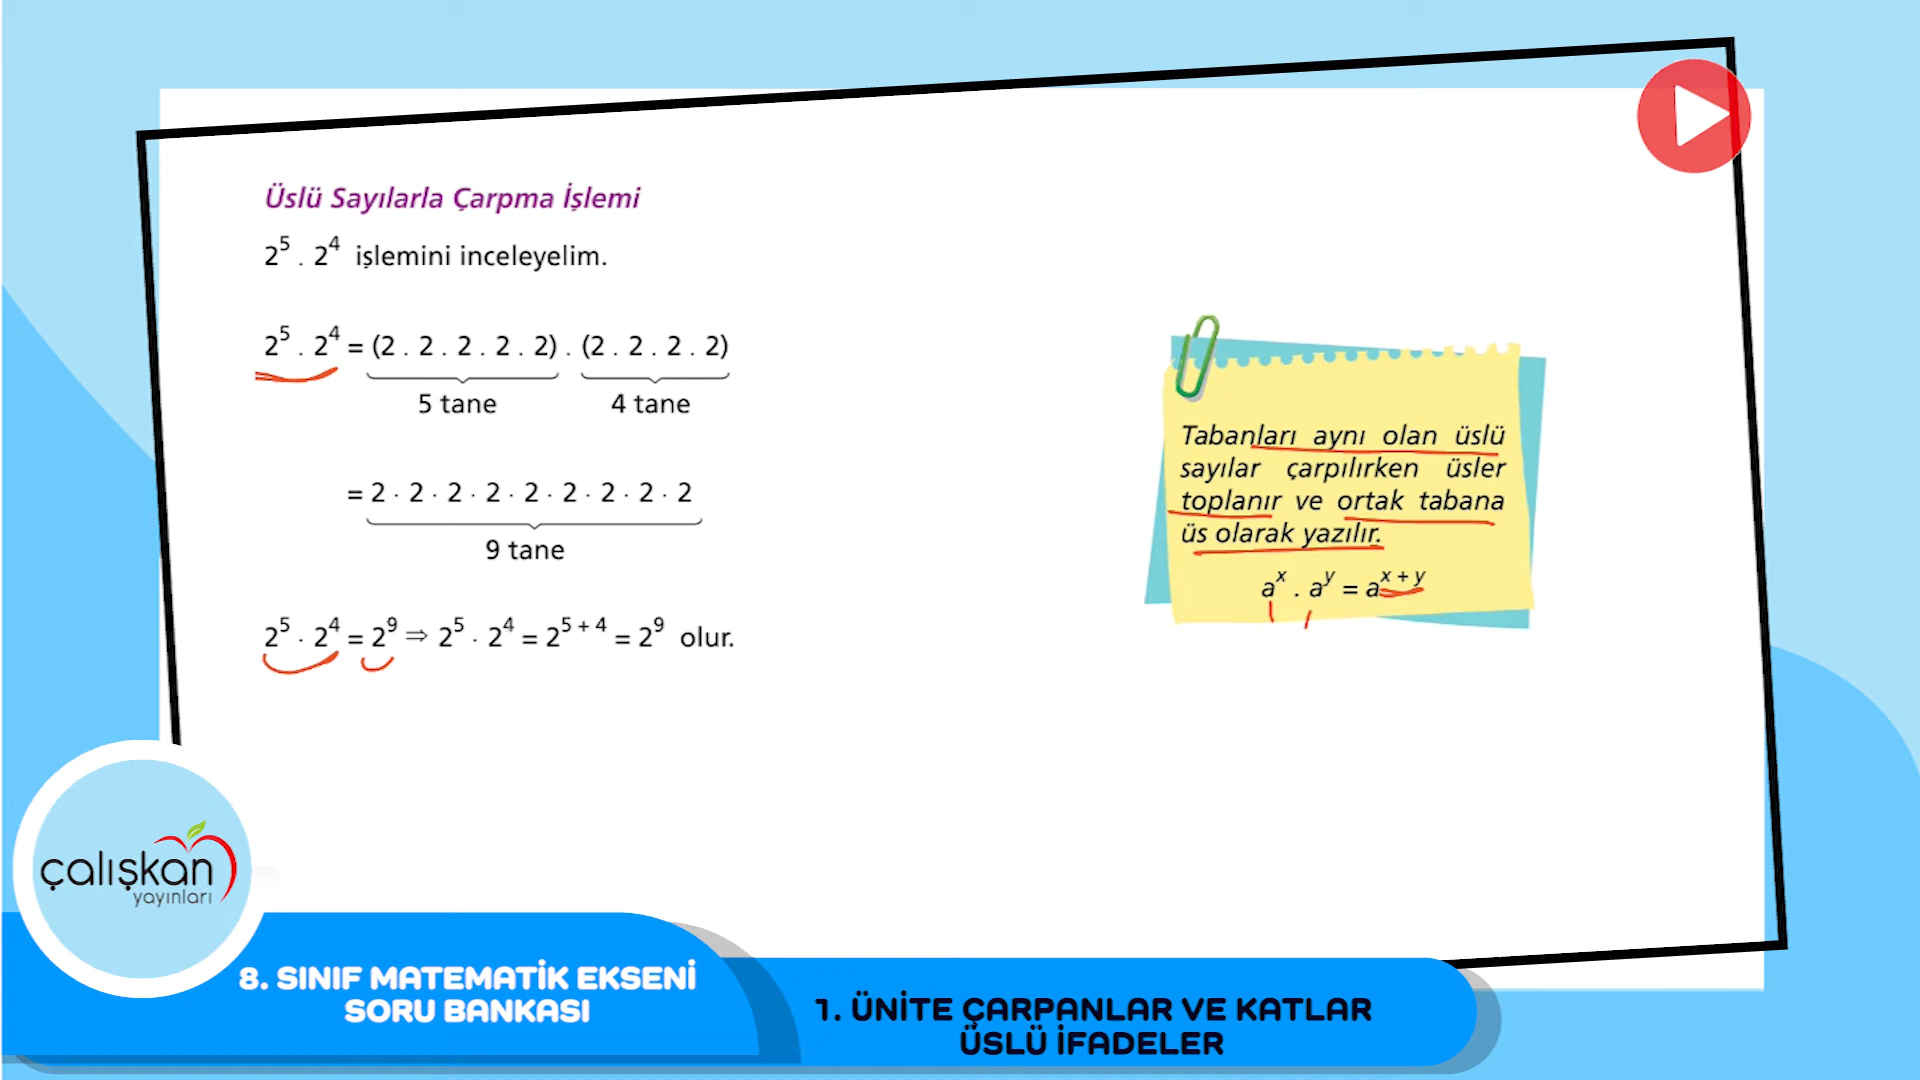 Üslü Sayılarla Çarpma İşlemi
2⁵ . 2⁴ işlemini inceleyelim.
2⁵ . 2⁴ = (2 . 2 . 2 . 2 . 2) . (2 . 2 . 2 . 2)
5 tane 4 tane
= 2 . 2 . 2 . 2 . 2 . 2 . 2 . 2 . 2
9 tane
2⁵ . 2⁴ = 2⁹ ⇒ 2⁵ . 2⁴ = 2⁵⁺⁴ = 2⁹ olur.
Tabanları aynı olan üslü
sayılar çarpılırken üsler
toplanır ve ortak tabana
üs olarak yazılır.
aˣ . aʸ = aˣ⁺ʸ
çalışkan
yayınları
8. SINIF MATEMATİK EKSENİ
SORU BANKASI
1. ÜNİTE ÇARPANLAR VE KATLAR
ÜSLÜ İFADELER